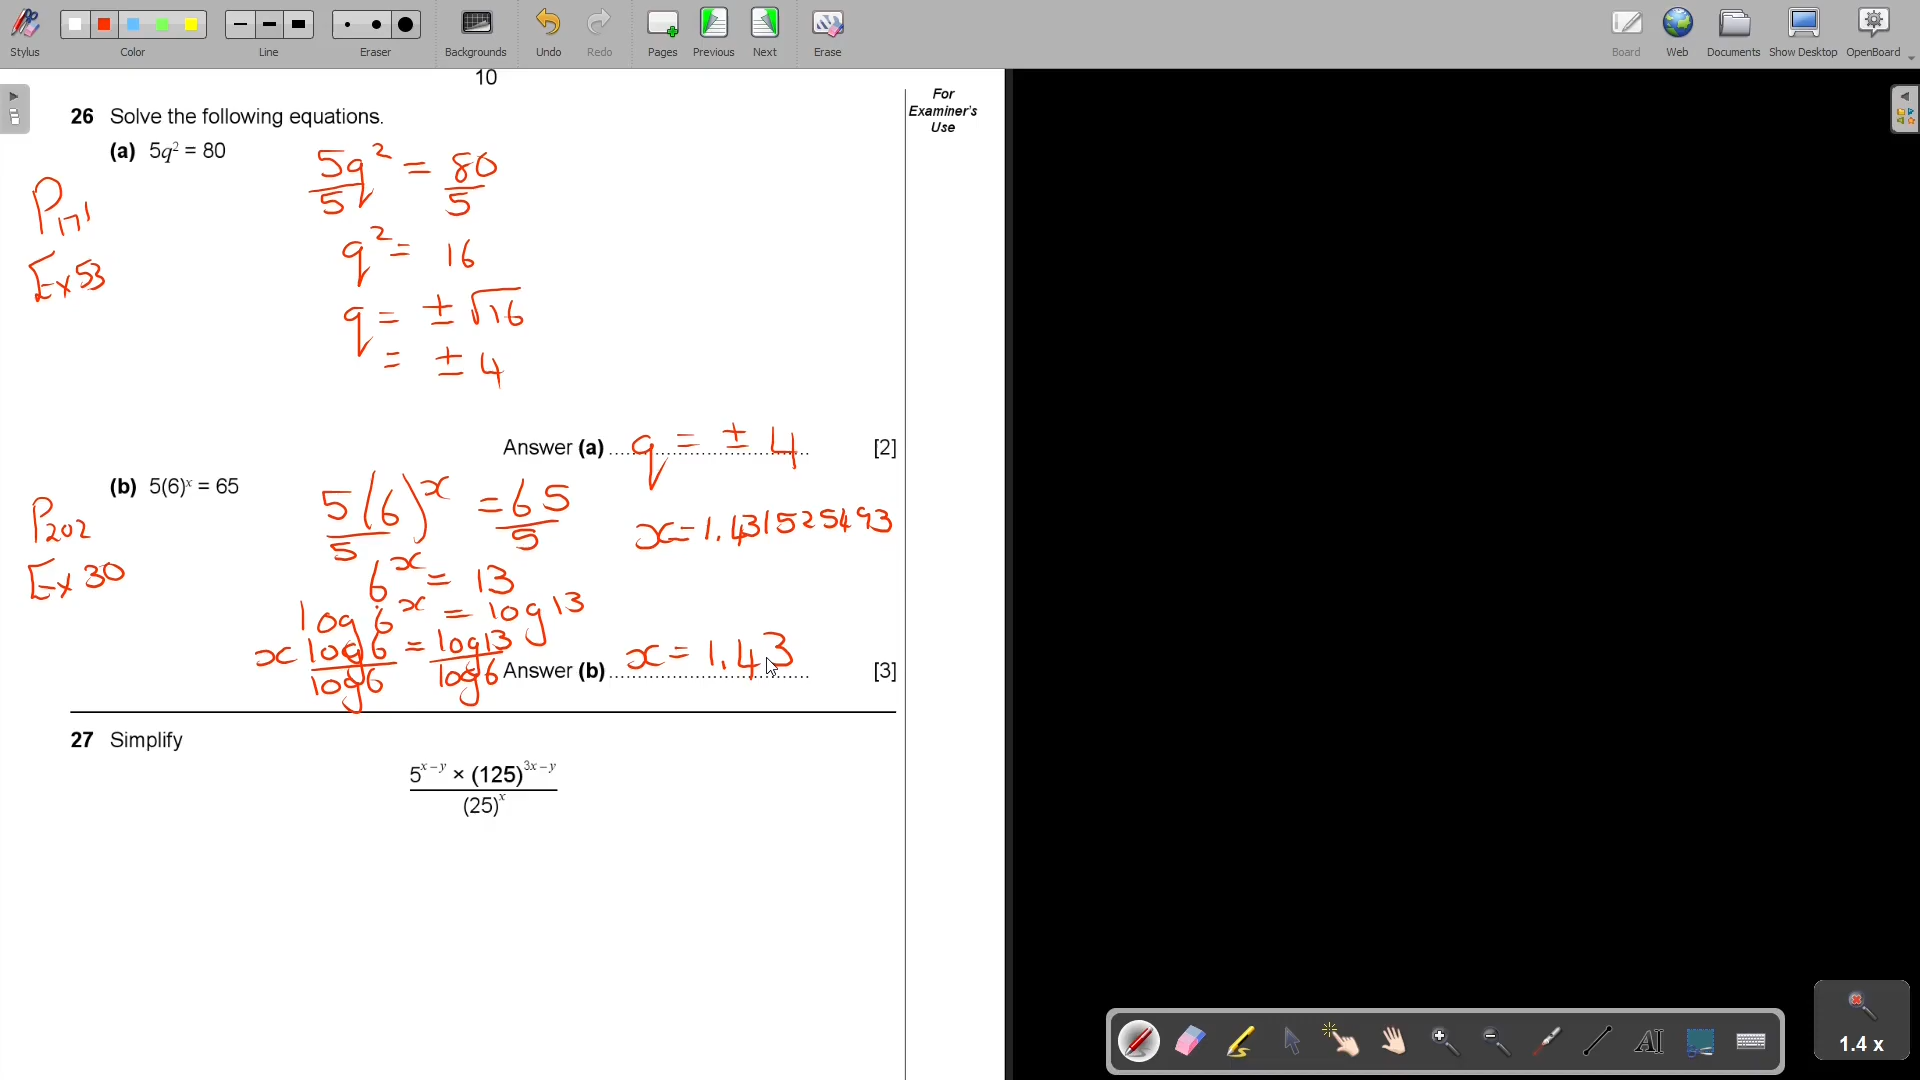 Stylus
Color
Line
Eraser
Backgrounds
Undo
Redo
Pages
Previous
Next
Erase
Board
Web
Documents
Show Desktop
OpenBoard
10
For
Examiner's
Use
26 Solve the following equations.
(a) 5q² = 80
5q² = 80
5 5
q² = 16
q = ± √16
= ± 4
P171
Ex 53
Answer (a) q = ± 4 [2]
(b) 5(6)ˣ = 65
5(6)ˣ = 65
5 5
x = 1.431525493
6ˣ = 13
log 6ˣ = log 13
x log 6 = log 13
log 6 log 6
P202
Ex 30
Answer (b) x = 1.43 [3]
27 Simplify
5ˣ⁻ʸ × (125)³ˣ⁻ʸ
(25)ˣ
1.4 x